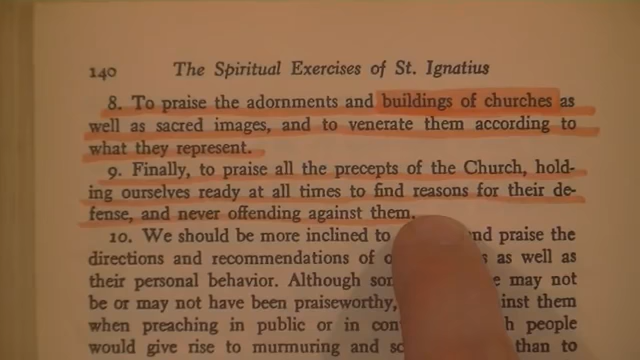 140 The Spiritual Exercises of St. Ignatius
8. To praise the adornments and buildings of churches as
well as sacred images, and to venerate them according to
what they represent.
9. Finally, to praise all the precepts of the Church, hold-
ing ourselves ready at all times to find reasons for their de-
fense, and never offending against them.
10. We should be more inclined to praise the
directions and recommendations of as well as
their personal behavior. Although may not
be or may not have been praiseworthy, them
when preaching in public or in people
would give rise to murmuring and than to